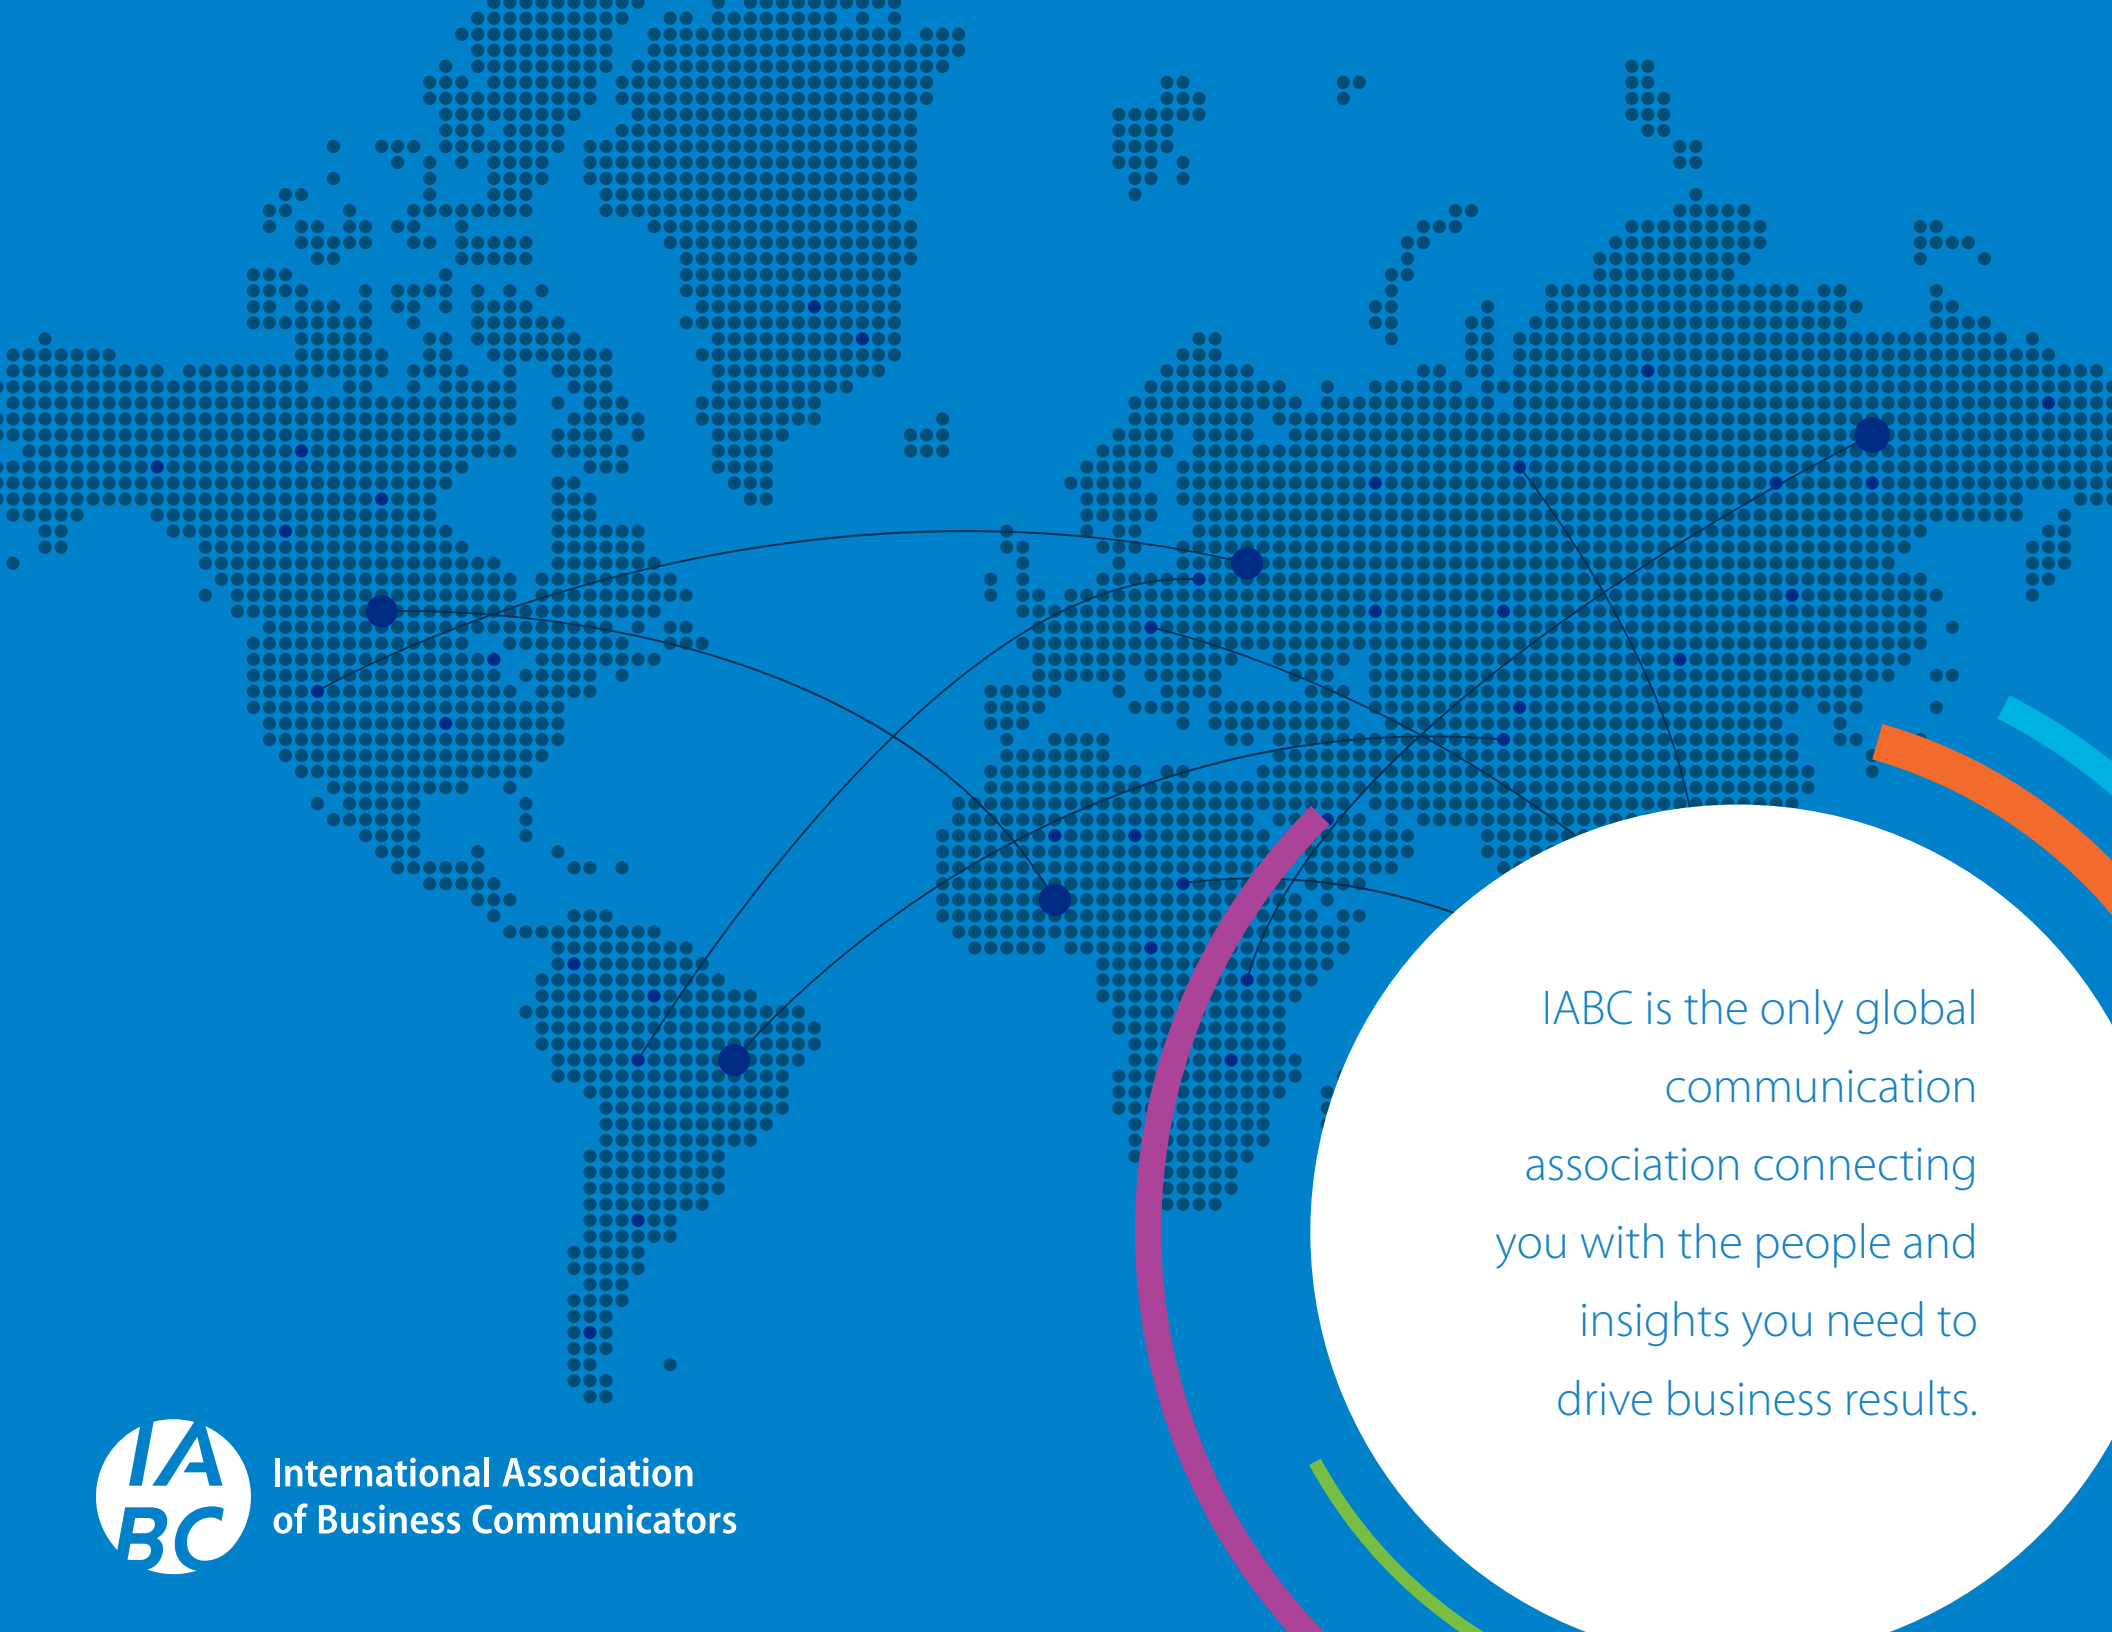 IABC is the only global
communication
association connecting
you with the people and
insights you need to
drive business results.
IA
BC
International Association
of Business Communicators